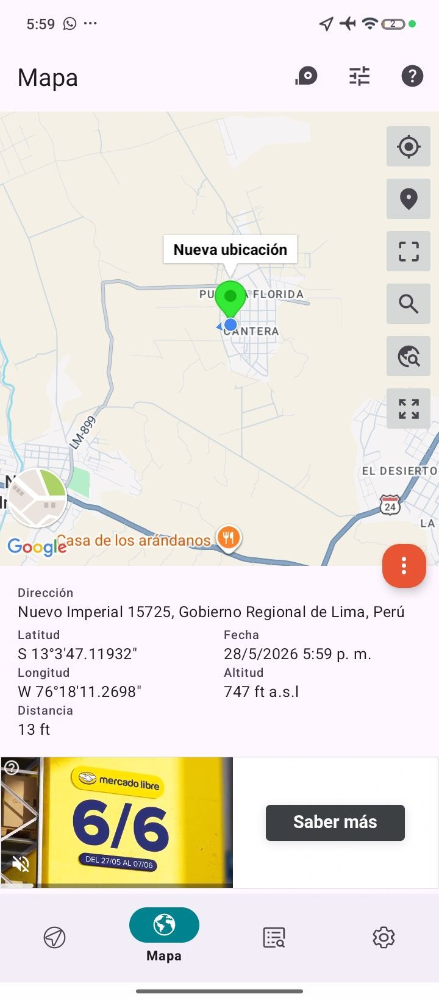 5:59
2
Mapa
Nueva ubicación
FLORIDA
CANTERA
LM-899
EL DESIERTO
24
LA
Casa de los arándanos
Google
Dirección
Nuevo Imperial 15725, Gobierno Regional de Lima, Perú
Latitud
Fecha
S 13°3'47.11932"
28/5/2026 5:59 p. m.
Longitud
Altitud
W 76°18'11.2698"
747 ft a.s.l
Distancia
13 ft
mercado libre
6/6
DEL 27/05 AL 07/06
Saber más
Mapa